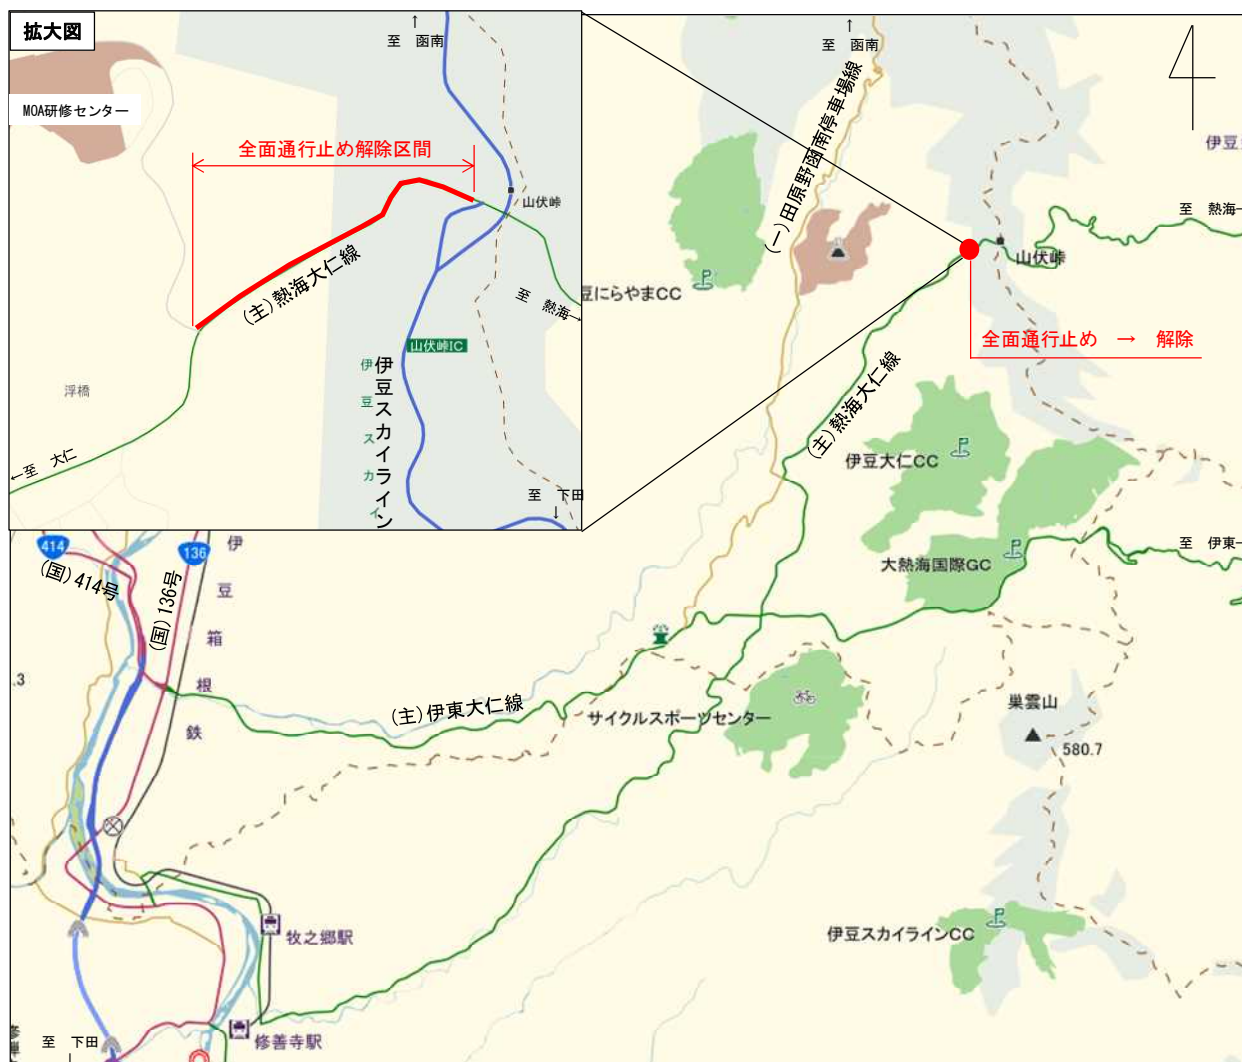 拡大図
至 函南
MOA研修センター
全面通行止め解除区間
山伏峠
(主)熱海大仁線
至 熱海
山伏峠IC
伊豆スカイ
伊豆スカイライン
浮橋
至 大仁
至 下田
至 函南
(一)田原野函南停車場線
伊豆
至 熱海
山伏峠
豆にらやまCC
全面通行止め → 解除
(主)熱海大仁線
伊豆大仁CC
大熱海国際GC
至 伊東
414
(国)414号
136
(国)136号
伊豆箱根鉄
.3
(主)伊東大仁線
サイクルスポーツセンター
巣雲山
580.7
牧之郷駅
伊豆スカイラインCC
修善寺駅
至 下田